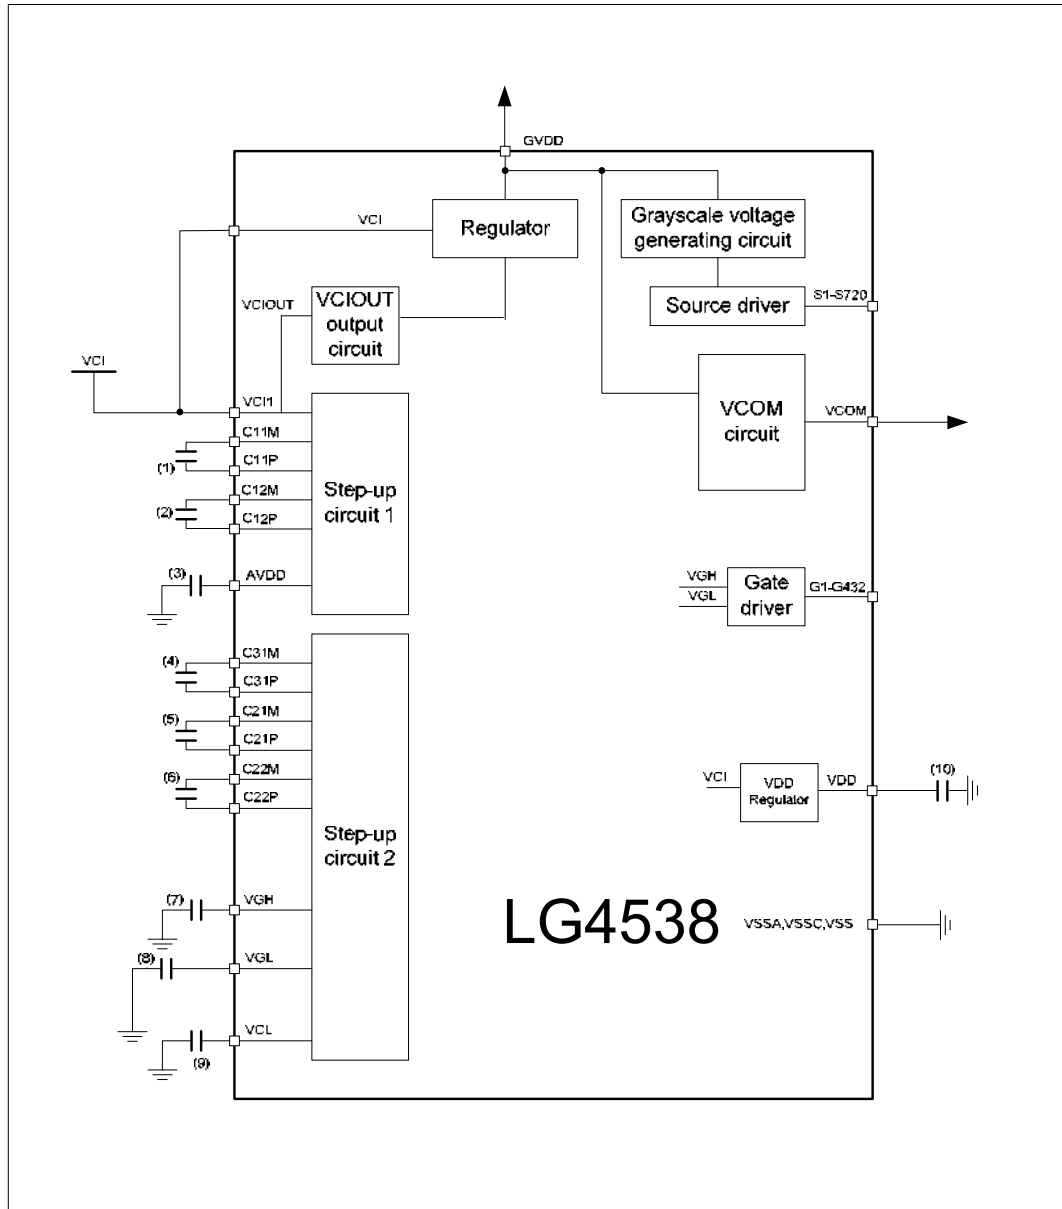 GVDD
VCI
Regulator
Grayscale voltage
generating circuit
VCIOUT
VCIOUT
output
circuit
Source driver
S1-S720
VCI
VCI1
VCOM
circuit
VCOM
C11M
(1)
C11P
C12M
(2)
C12P
Step-up
circuit 1
(3)
AVDD
VGH
VGL
Gate
driver
G1-G432
C31M
(4)
C31P
C21M
(5)
C21P
C22M
(6)
C22P
Step-up
circuit 2
VCI
VDD
Regulator
VDD
(10)
(7)
VGH
LG4538
VSSA,VSSC,VSS
(8)
VGL
VCL
(9)